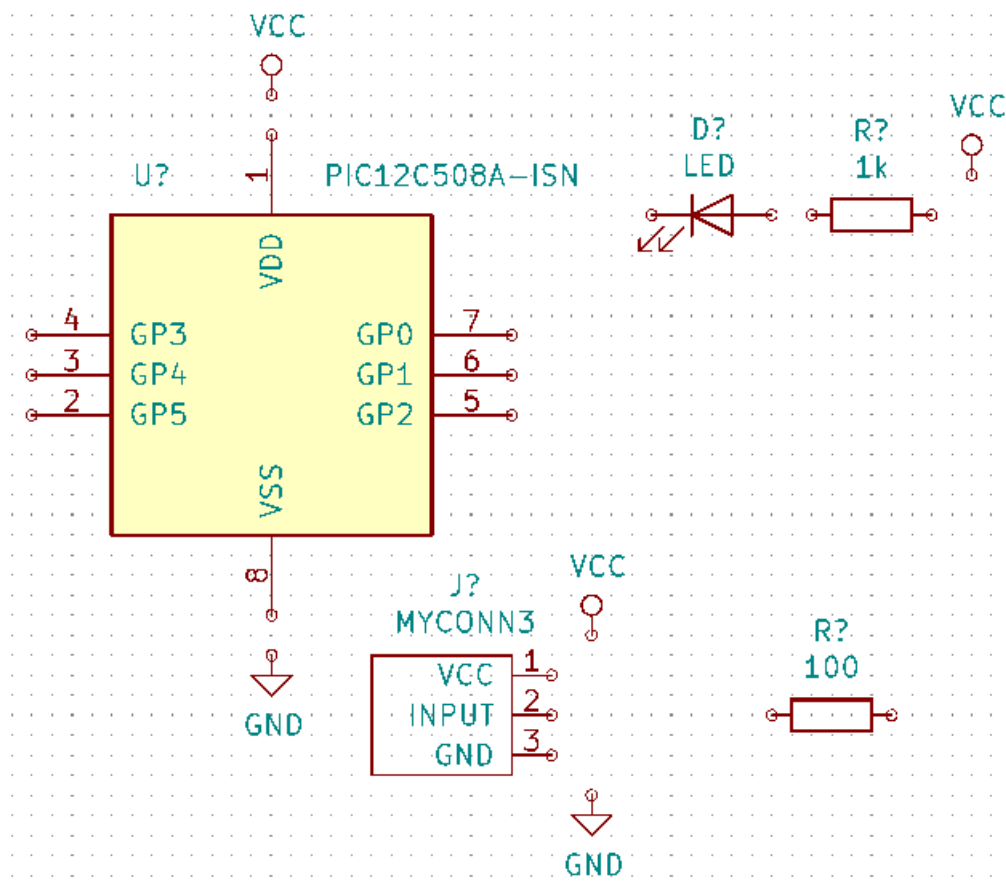 VCC
VCC
D?
R?
LED
1k
U?
1
PIC12C508A-ISN
VDD
4
GP3
GP0
7
3
GP4
GP1
6
2
GP5
GP2
5
VSS
8
VCC
J?
MYCONN3
R?
VCC
1
100
INPUT
2
GND
GND
3
GND